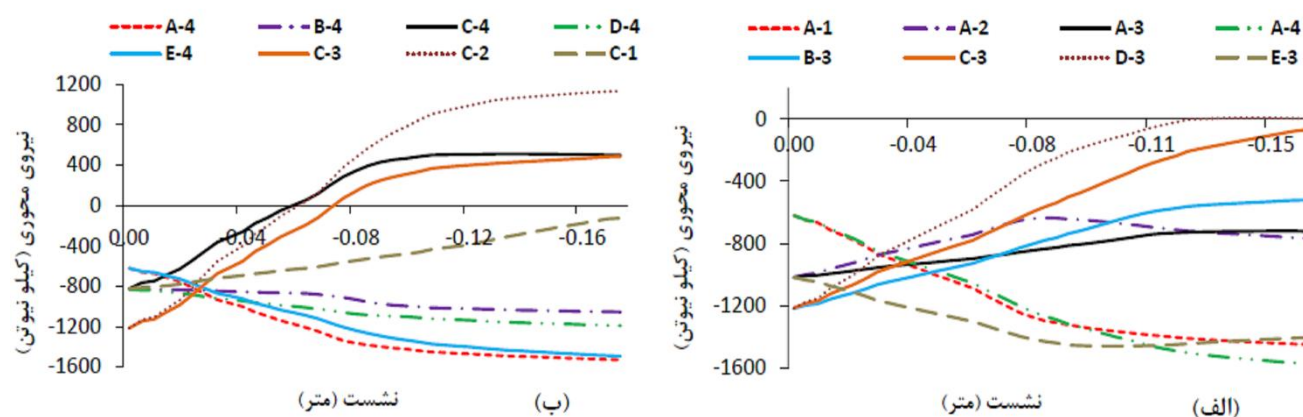 A-4 B-4 C-4 D-4
E-4 C-3 C-2 C-1
1200
800
400
0
-400
-800
-1200
-1600
0.00 -0.04 -0.08 -0.12 -0.16
نیروی محوری (کیلو نیوتن)
نشست (متر)
(ب)
A-1 A-2 A-3 A-4
B-3 C-3 D-3 E-3
0
-400
-800
-1200
-1600
0.00 -0.04 -0.08 -0.11 -0.15
نیروی محوری (کیلو نیوتن)
نشست (متر)
(الف)